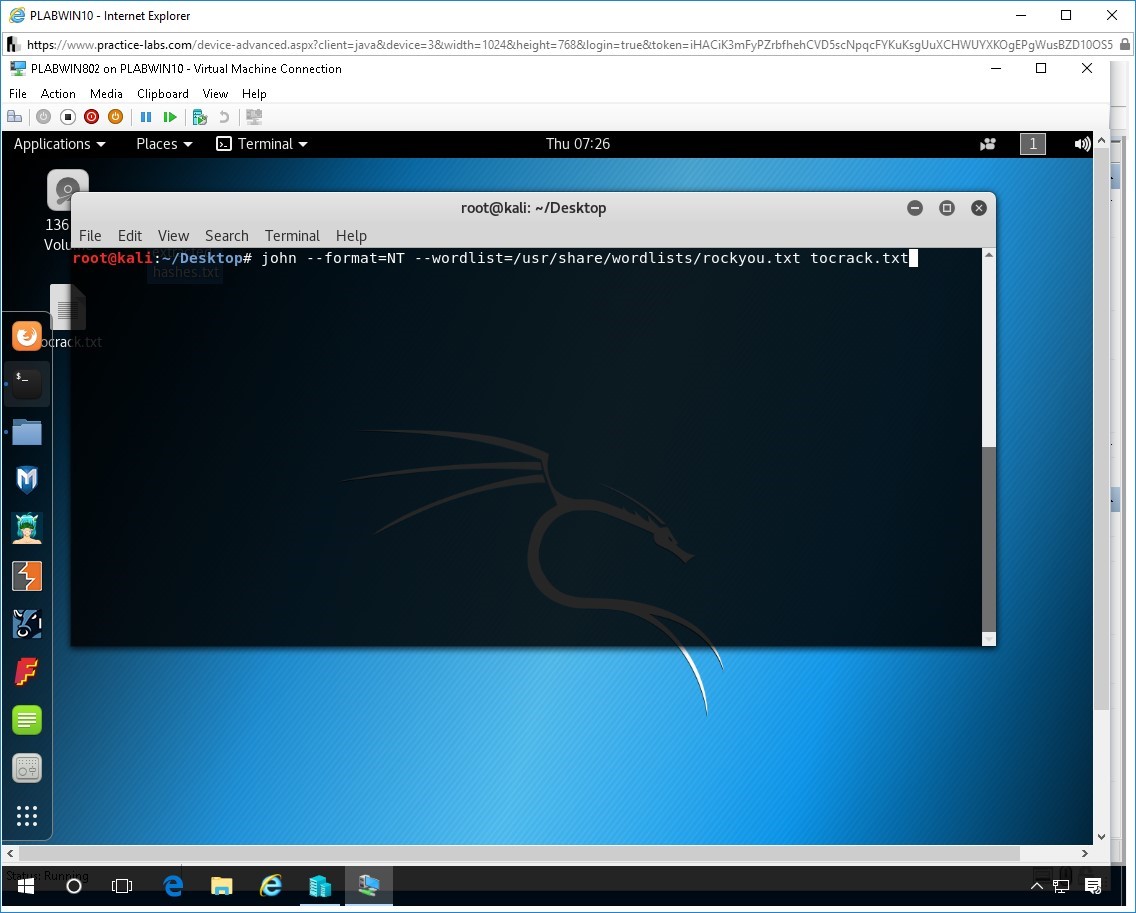 PLABWIN10 - Internet Explorer
https://www.practice-labs.com/device-advanced.aspx?client=java&device=3&width=1024&height=768&login=true&token=iHACiK3mFyPZrbfhehCVD5scNpqcFYKuKsgUuXCHWUYXKOgEPgWusBZD10OS5
PLABWIN802 on PLABWIN10 - Virtual Machine Connection
File Action Media Clipboard View Help
Applications Places Terminal Thu 07:26 1
136
Volu
root@kali: ~/Desktop
File Edit View Search Terminal Help
root@kali:~/Desktop# john --format=NT --wordlist=/usr/share/wordlists/rockyou.txt tocrack.txt
hashes.txt
ocrack.txt
Status: Running